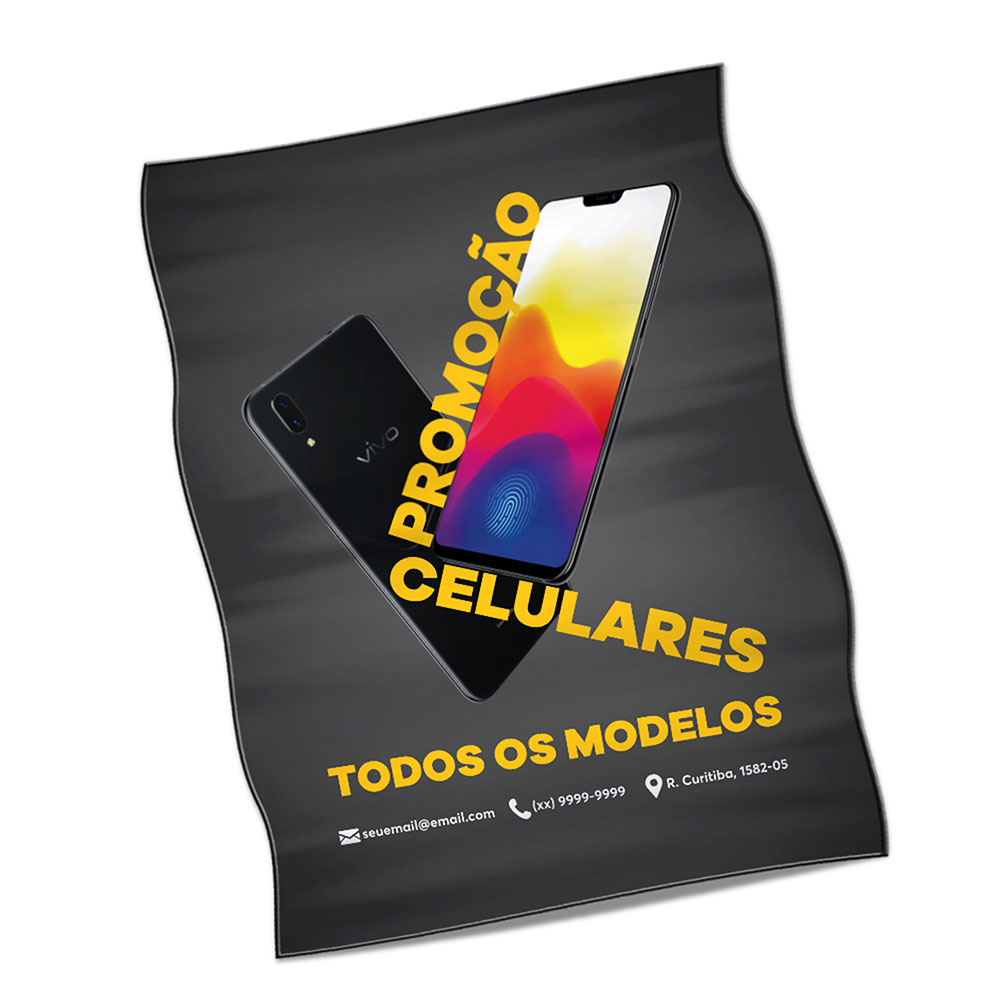 PROMOÇÃO
vivo
CELULARES
TODOS OS MODELOS
seuemail@email.com (xx) 9999-9999 R. Curitiba, 1582-05